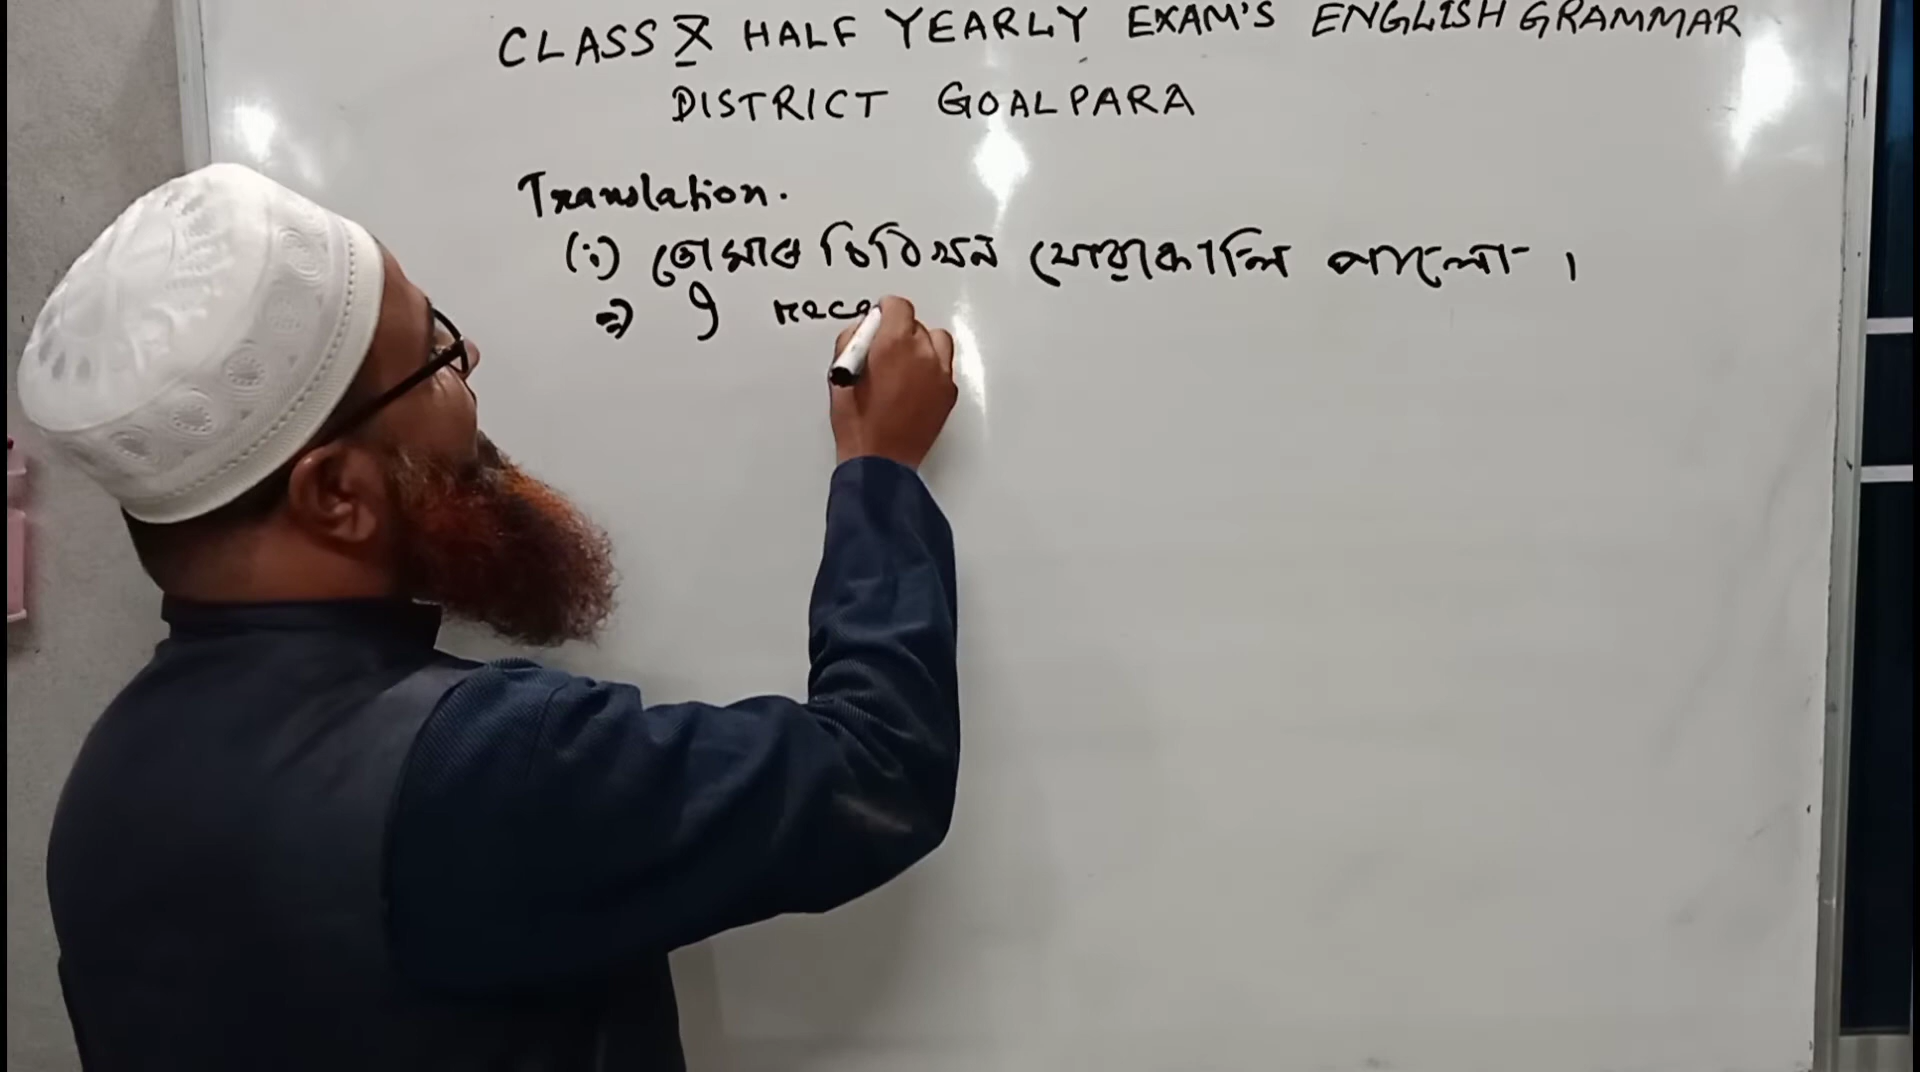 CLASS X HALF YEARLY EXAM'S ENGLISH GRAMMAR
DISTRICT GOALPARA
Translation.
(i) তোমাৰ চিঠিখন যোৱাকালি পালো ।
⇒ I rece